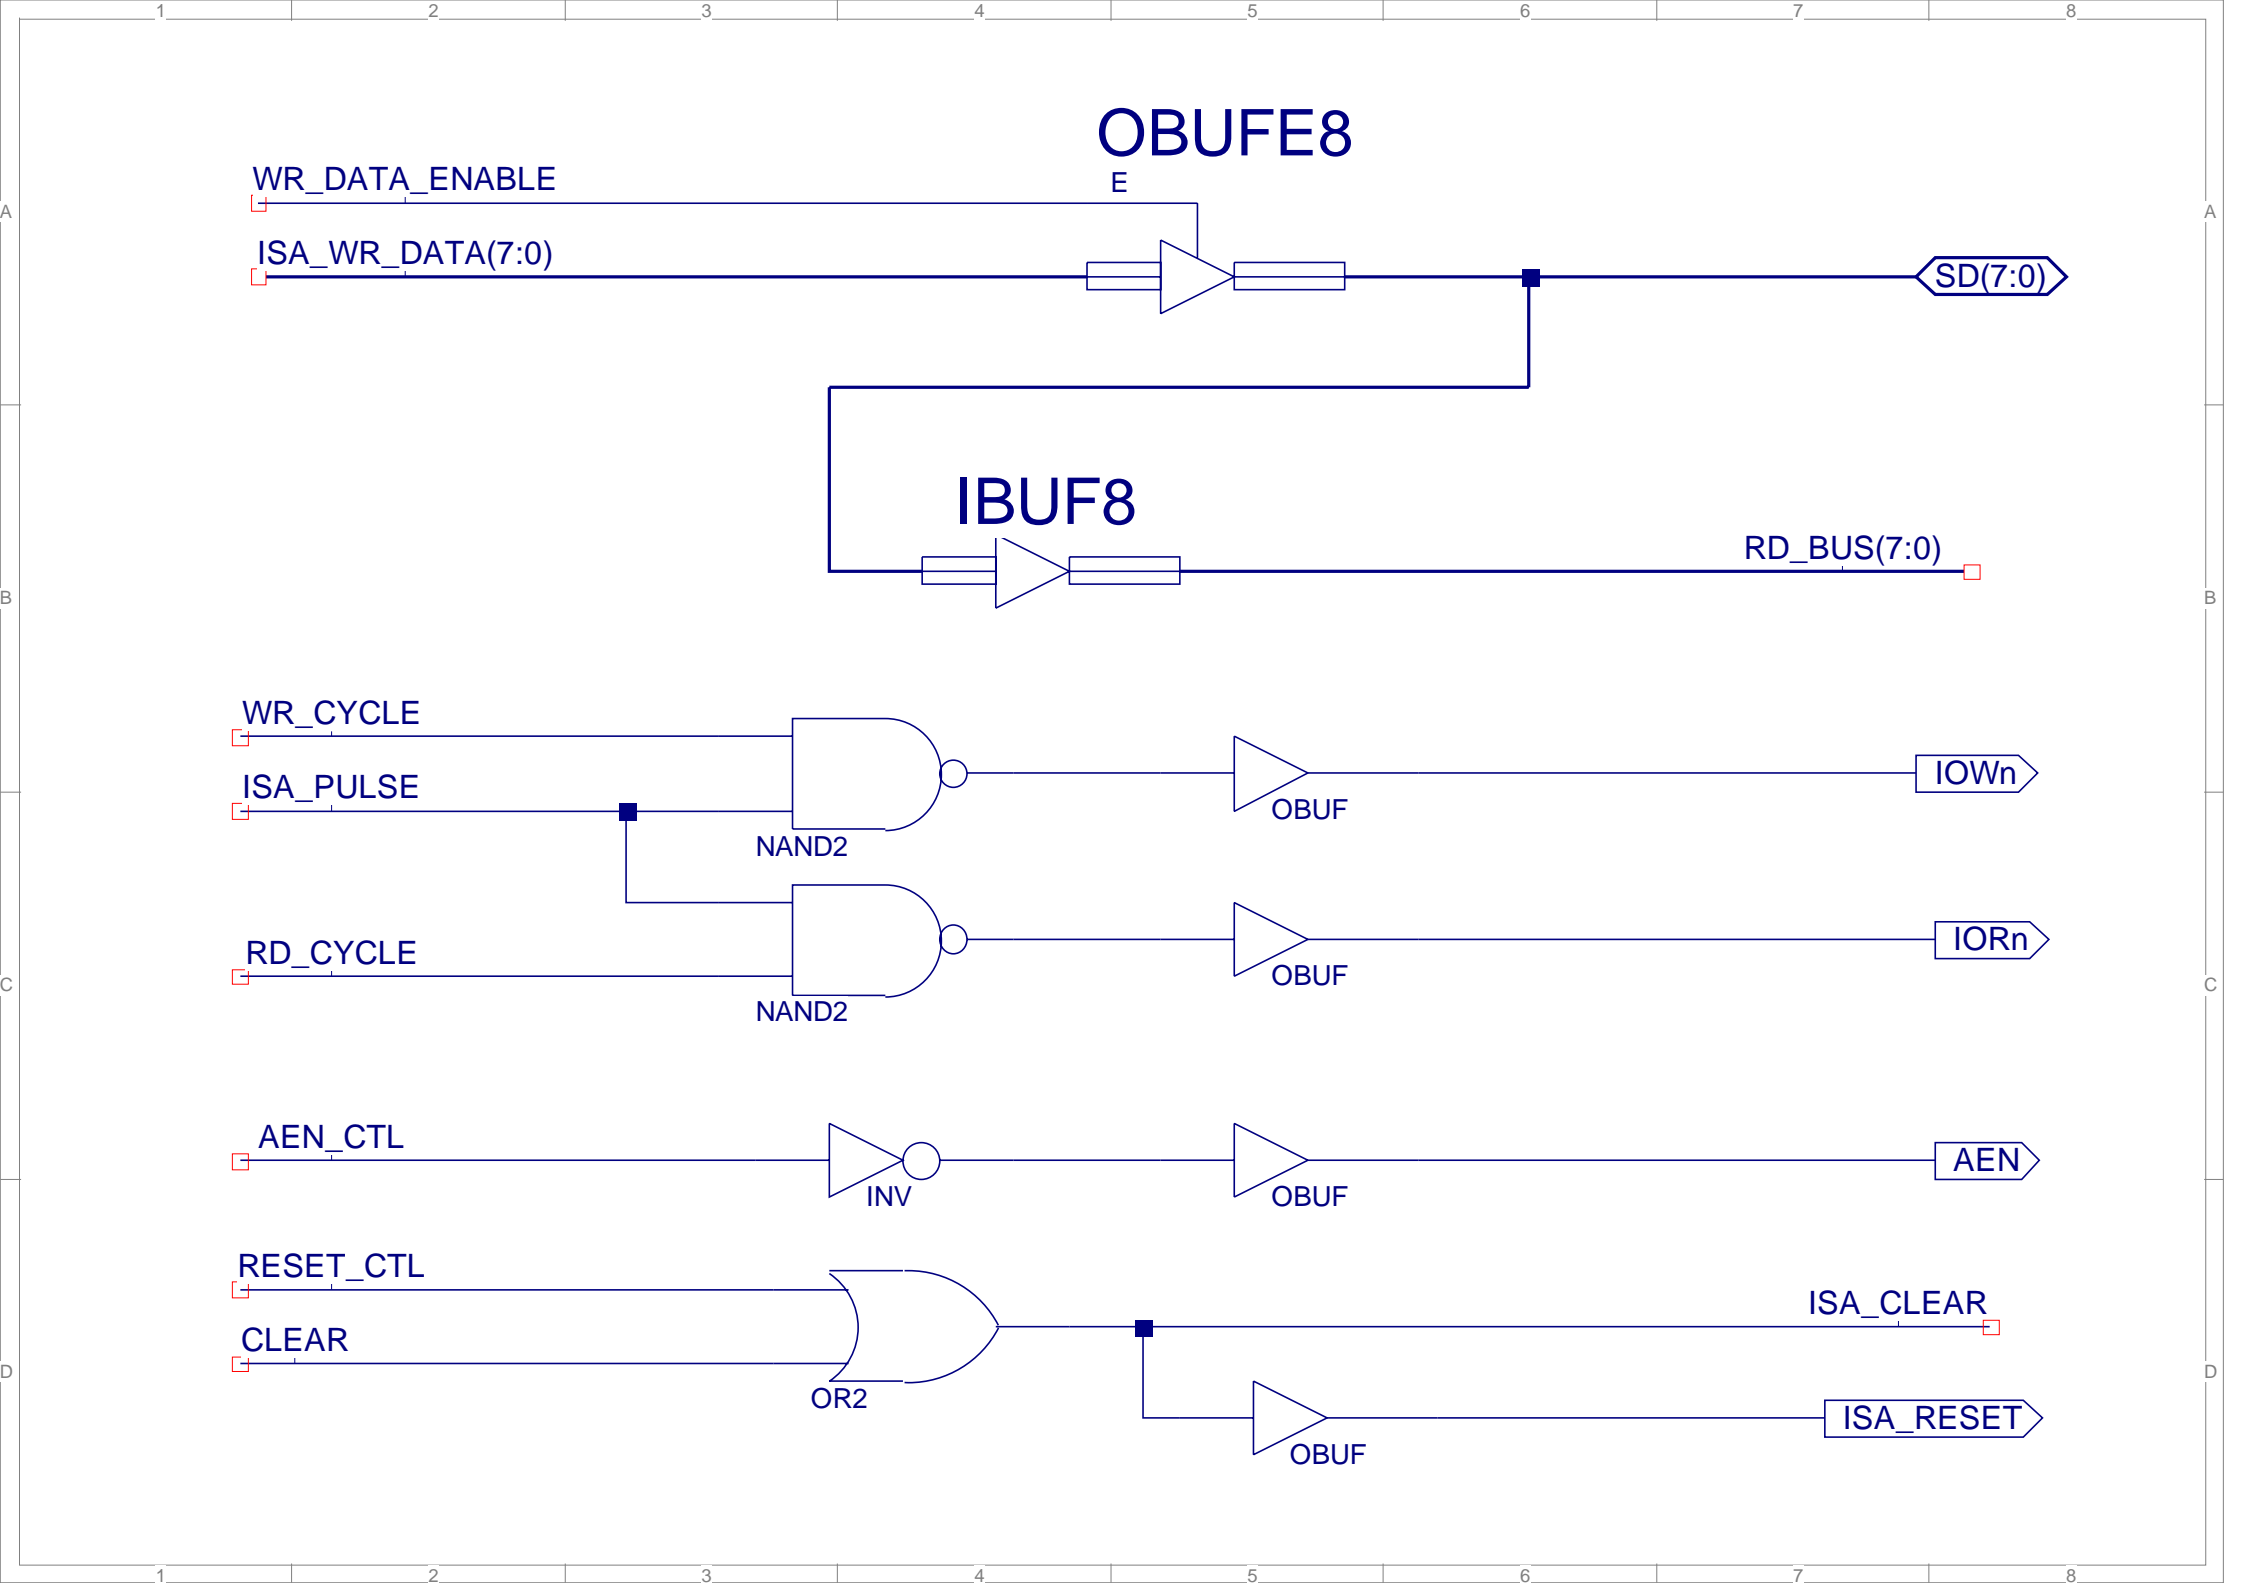 1 2 3 4 5 6 7 8
OBUFE8
WR_DATA_ENABLE
E
A A
ISA_WR_DATA(7:0)
SD(7:0)
IBUF8
RD_BUS(7:0)
B B
WR_CYCLE
IOWn
ISA_PULSE
OBUF
NAND2
IORn
RD_CYCLE
OBUF
C C
NAND2
AEN_CTL
AEN
INV
OBUF
RESET_CTL
ISA_CLEAR
CLEAR
D D
OR2
ISA_RESET
OBUF
1 2 3 4 5 6 7 8